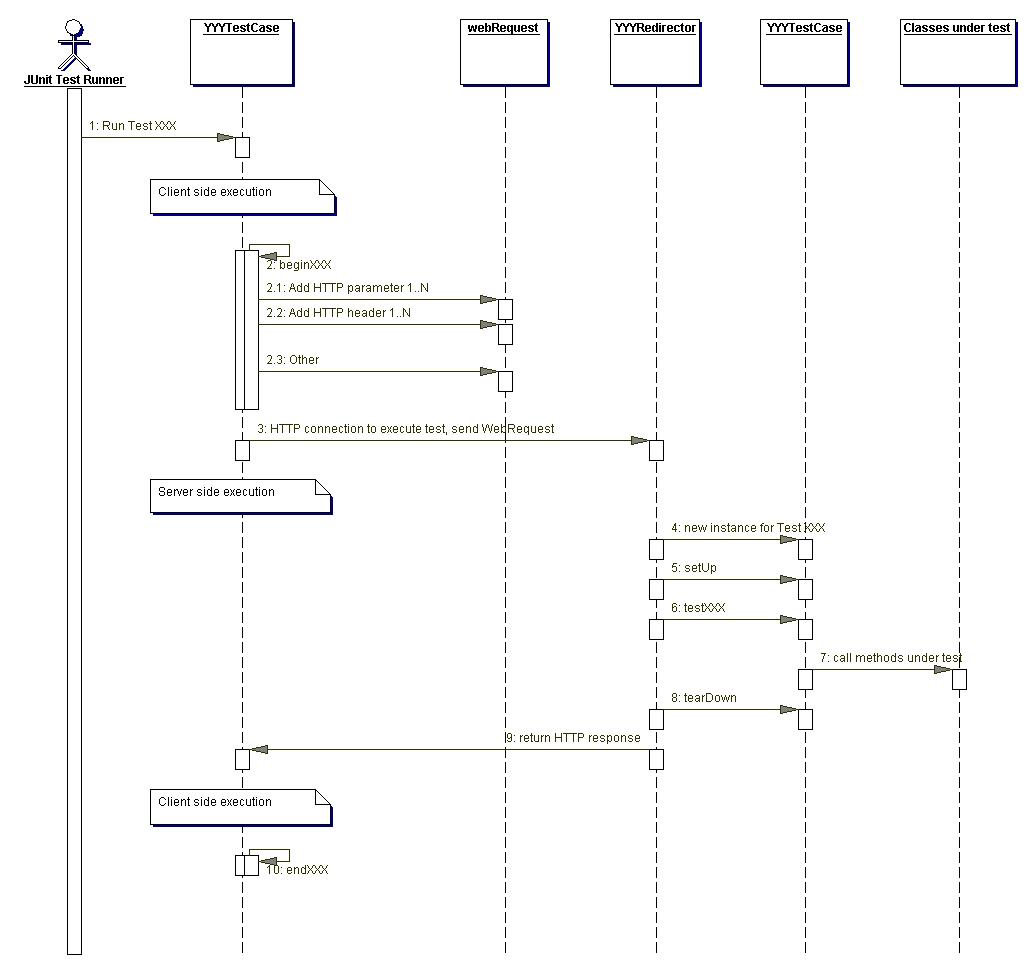 YYYTestCase
webRequest
YYYRedirector
YYYTestCase
Classes under test
JUnit Test Runner
1: Run Test XXX
Client side execution
2: beginXXX
2.1: Add HTTP parameter 1..N
2.2: Add HTTP header 1..N
2.3: Other
3: HTTP connection to execute test, send WebRequest
Server side execution
4: new instance for Test XXX
5: setUp
6: testXXX
7: call methods under test
8: tearDown
9: return HTTP response
Client side execution
10: endXXX